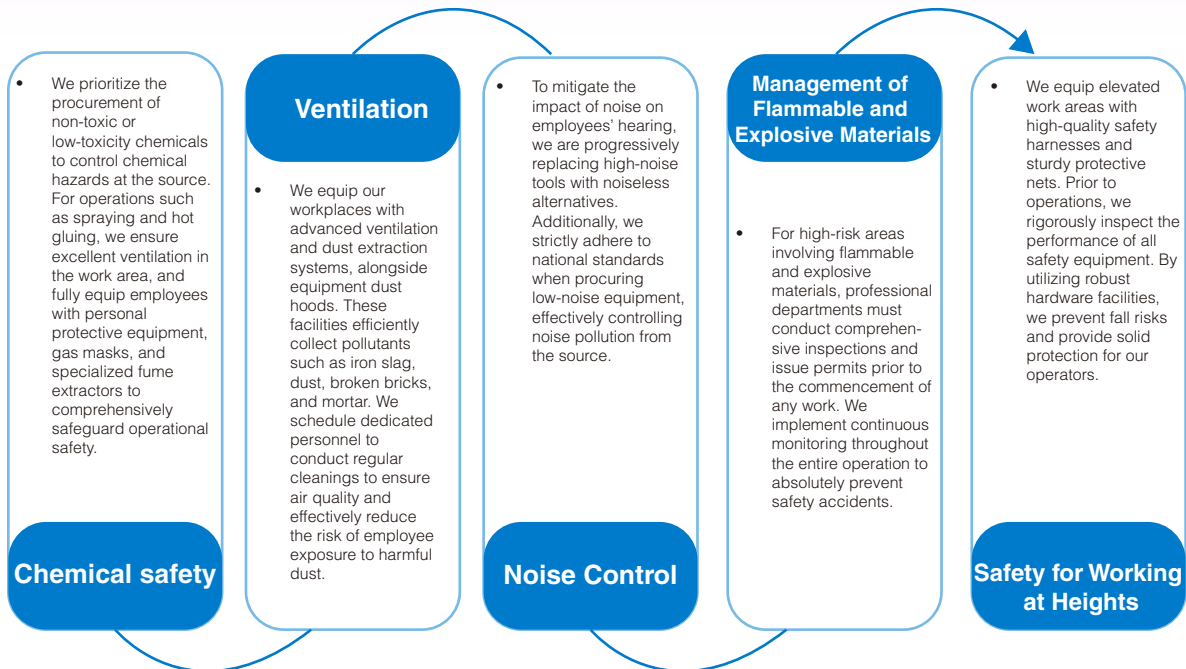 We prioritize the
procurement of
non-toxic or
low-toxicity chemicals
to control chemical
hazards at the source.
For operations such
as spraying and hot
gluing, we ensure
excellent ventilation in
the work area, and
fully equip employees
with personal
protective equipment,
gas masks, and
specialized fume
extractors to
comprehensively
safeguard operational
safety.
Chemical safety
Ventilation
We equip our
workplaces with
advanced ventilation
and dust extraction
systems, alongside
equipment dust
hoods. These
facilities efficiently
collect pollutants
such as iron slag,
dust, broken bricks,
and mortar. We
schedule dedicated
personnel to
conduct regular
cleanings to ensure
air quality and
effectively reduce
the risk of employee
exposure to harmful
dust.
To mitigate the
impact of noise on
employees’ hearing,
we are progressively
replacing high-noise
tools with noiseless
alternatives.
Additionally, we
strictly adhere to
national standards
when procuring
low-noise equipment,
effectively controlling
noise pollution from
the source.
Noise Control
Management of
Flammable and
Explosive Materials
For high-risk areas
involving flammable
and explosive
materials, professional
departments must
conduct comprehen-
sive inspections and
issue permits prior to
the commencement of
any work. We
implement continuous
monitoring throughout
the entire operation to
absolutely prevent
safety accidents.
We equip elevated
work areas with
high-quality safety
harnesses and
sturdy protective
nets. Prior to
operations, we
rigorously inspect the
performance of all
safety equipment. By
utilizing robust
hardware facilities,
we prevent fall risks
and provide solid
protection for our
operators.
Safety for Working
at Heights